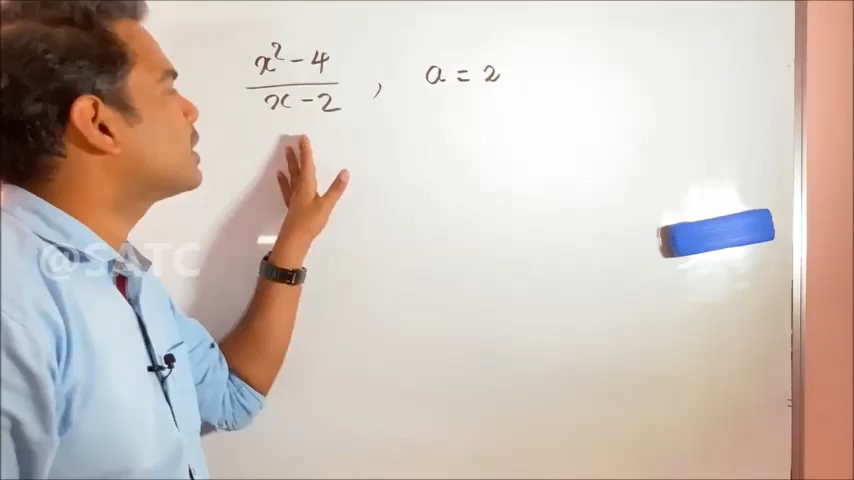 x² - 4
x - 2 , a = 2
@SATC